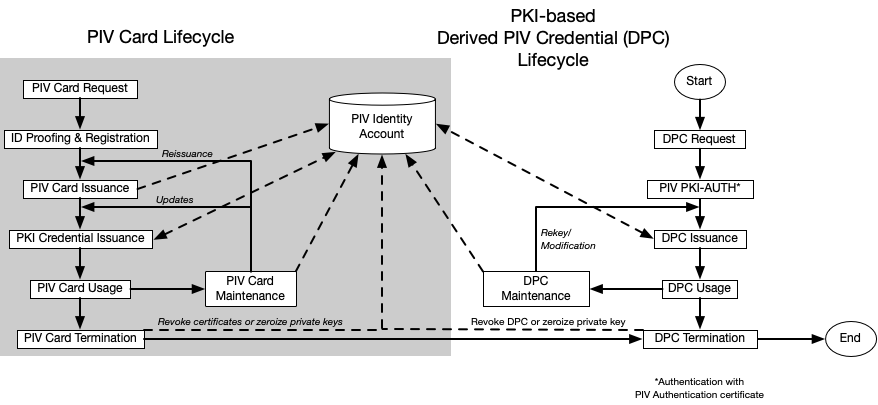 PIV Card Lifecycle
PKI-based
Derived PIV Credential (DPC)
Lifecycle
PIV Card Request
ID Proofing & Registration
Reissuance
PIV Card Issuance
Updates
PKI Credential Issuance
PIV Card Usage
PIV Card
Maintenance
Revoke certificates or zeroize private keys
PIV Card Termination
PIV Identity
Account
Start
DPC Request
PIV PKI-AUTH*
Rekey/
Modification
DPC Issuance
DPC
Maintenance
DPC Usage
Revoke DPC or zeroize private key
DPC Termination
End
*Authentication with
PIV Authentication certificate